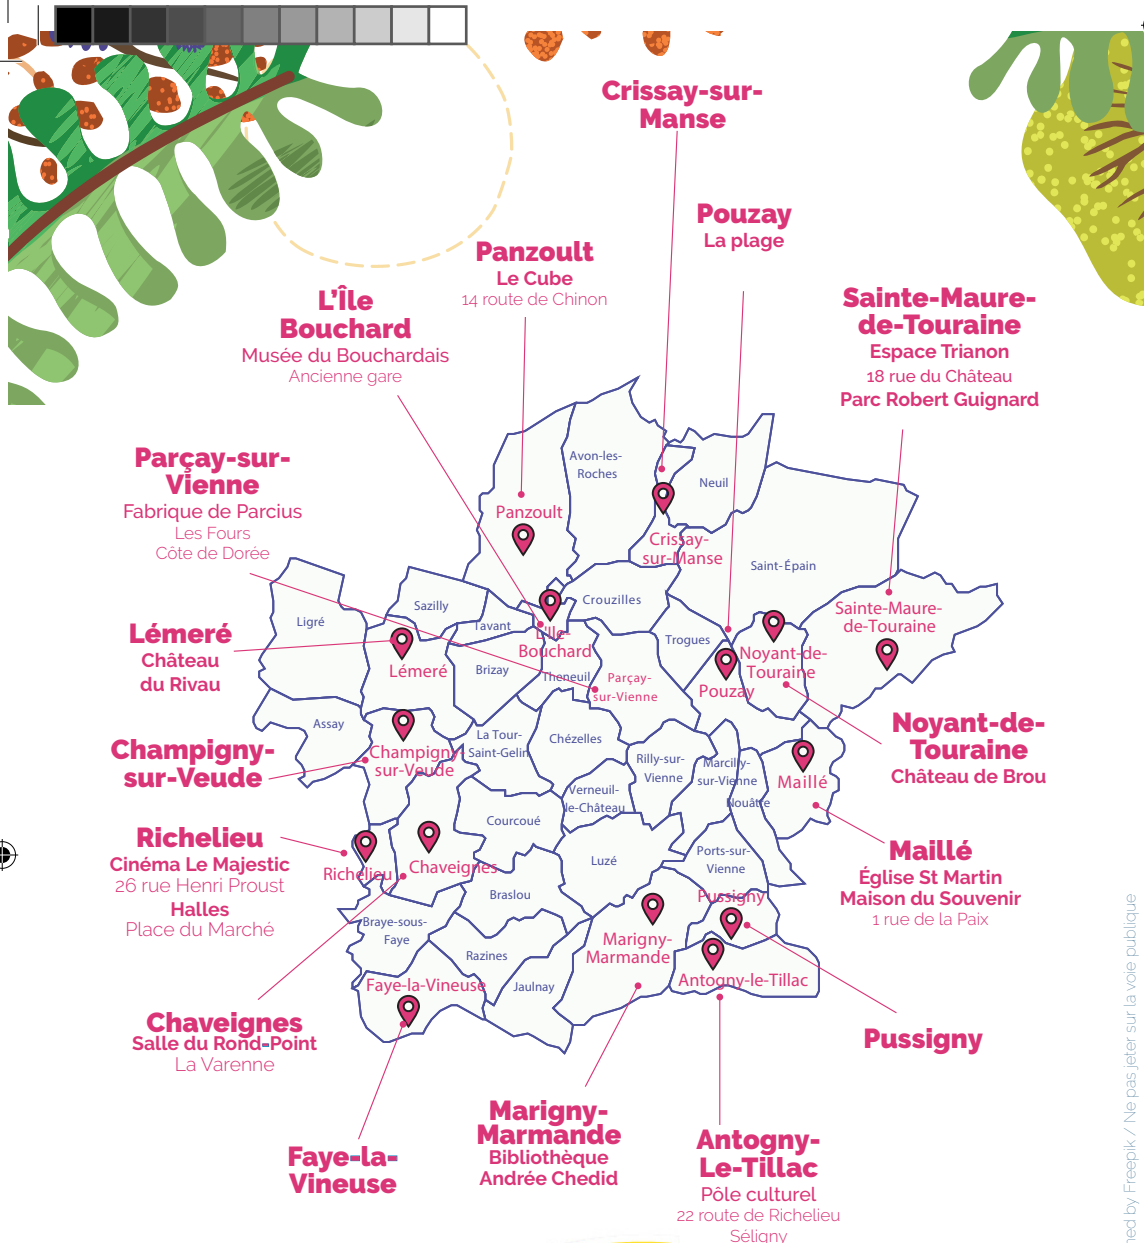 Crissay-sur-
Manse
Pouzay
La plage
Panzoult
Le Cube
14 route de Chinon
L'Île
Bouchard
Musée du Bouchardais
Ancienne gare
Sainte-Maure-
de-Touraine
Espace Trianon
18 rue du Château
Parc Robert Guignard
Parçay-sur-
Vienne
Fabrique de Parcius
Les Fours
Côte de Dorée
Lémeré
Château
du Rivau
Champigny-
sur-Veude
Richelieu
Cinéma Le Majestic
26 rue Henri Proust
Halles
Place du Marché
Chaveignes
Salle du Rond-Point
La Varenne
Faye-la-
Vineuse
Marigny-
Marmande
Bibliothèque
Andrée Chedid
Antogny-
Le-Tillac
Pôle culturel
22 route de Richelieu
Séligny
Pussigny
Maillé
Église St Martin
Maison du Souvenir
1 rue de la Paix
Noyant-de-
Touraine
Château de Brou
Avon-les-
Roches
Neuil
Panzoult
Crissay-
sur-Manse
Saint-Épain
Crouzilles
Sazilly
Ligré
Tavant
L'Île-
Bouchard
Trogues
Sainte-Maure-
de-Touraine
Noyant-de-
Touraine
Lémeré
Brizay
Theneuil
Parçay-
sur-Vienne
Pouzay
Assay
Champigny-
sur-Veude
La Tour-
Saint-Gelin
Chézelles
Rilly-sur-
Vienne
Marcilly-
sur-Vienne
Maillé
Nouâtre
Verneuil-
le-Château
Courcoué
Richelieu
Chaveignes
Luzé
Ports-sur-
Vienne
Braslou
Pussigny
Braye-sous-
Faye
Marigny-
Marmande
Razines
Antogny-le-Tillac
Faye-la-Vineuse
Jaulnay
by Freepik / Ne pas jeter sur la voie publique